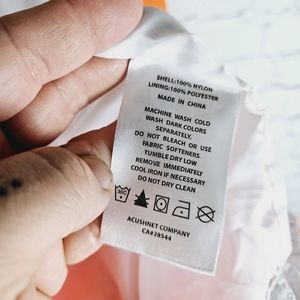 SHELL:100% NYLON
LINING:100% POLYESTER
MADE IN CHINA
MACHINE WASH COLD
WASH DARK COLORS
SEPARATELY.
DO NOT BLEACH OR USE
FABRIC SOFTENERS.
TUMBLE DRY LOW
REMOVE IMMEDIATELY
COOL IRON IF NECESSARY
DO NOT DRY CLEAN
ACUSHNET COMPANY
CA#28544